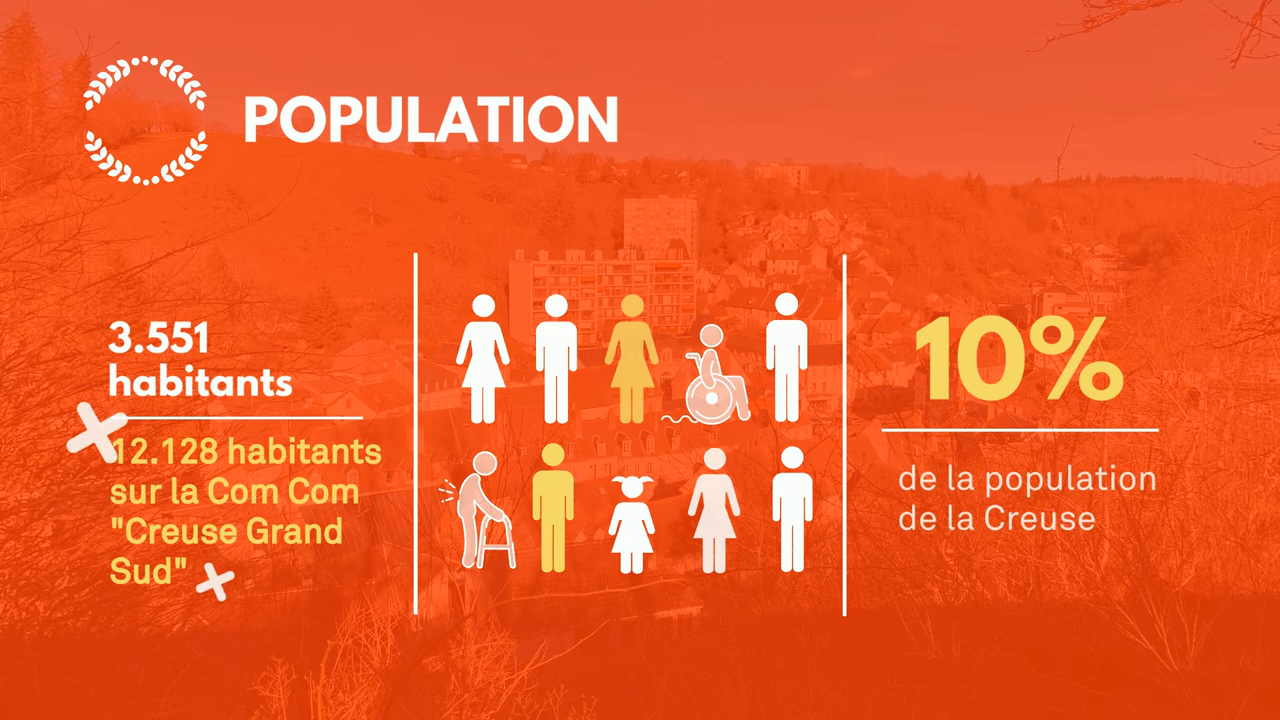 POPULATION
3.551
habitants
12.128 habitants
sur la Com Com
"Creuse Grand
Sud"
10%
de la population
de la Creuse